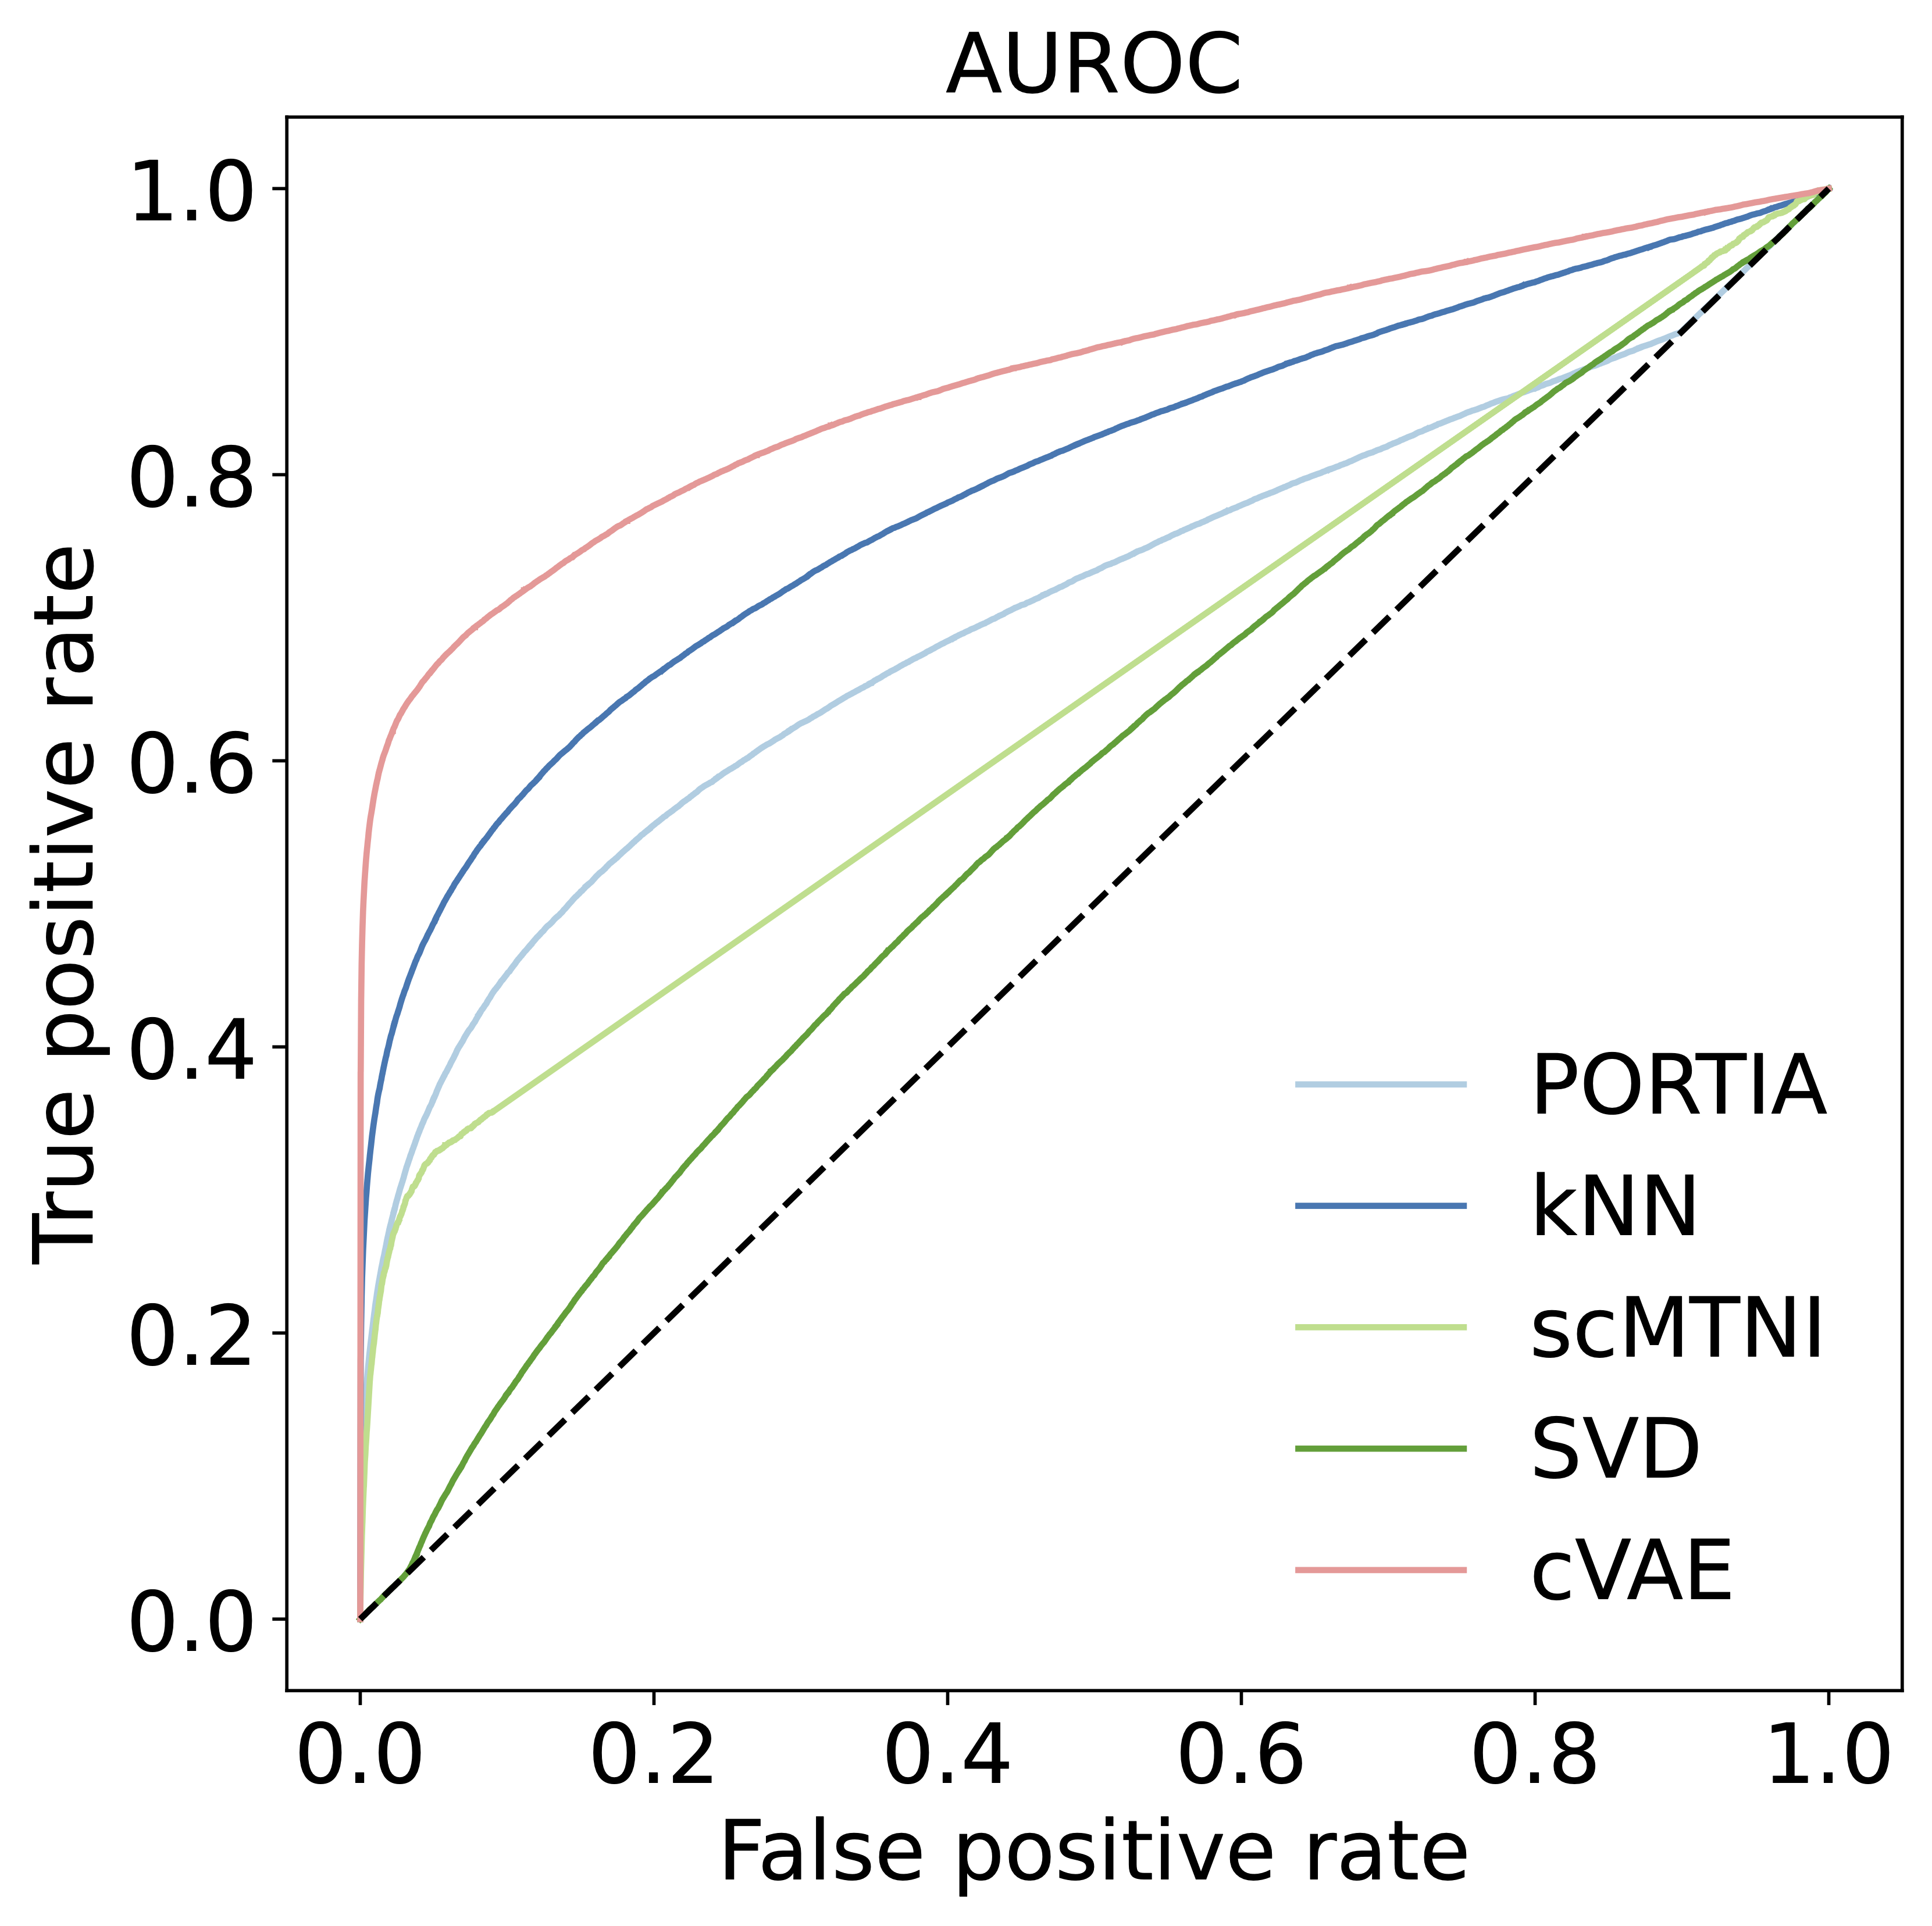 AUROC
1.0
0.8
0.6
0.4
0.2
0.0
True positive rate
PORTIA
kNN
scMTNI
SVD
cVAE
0.0 0.2 0.4 0.6 0.8 1.0
False positive rate